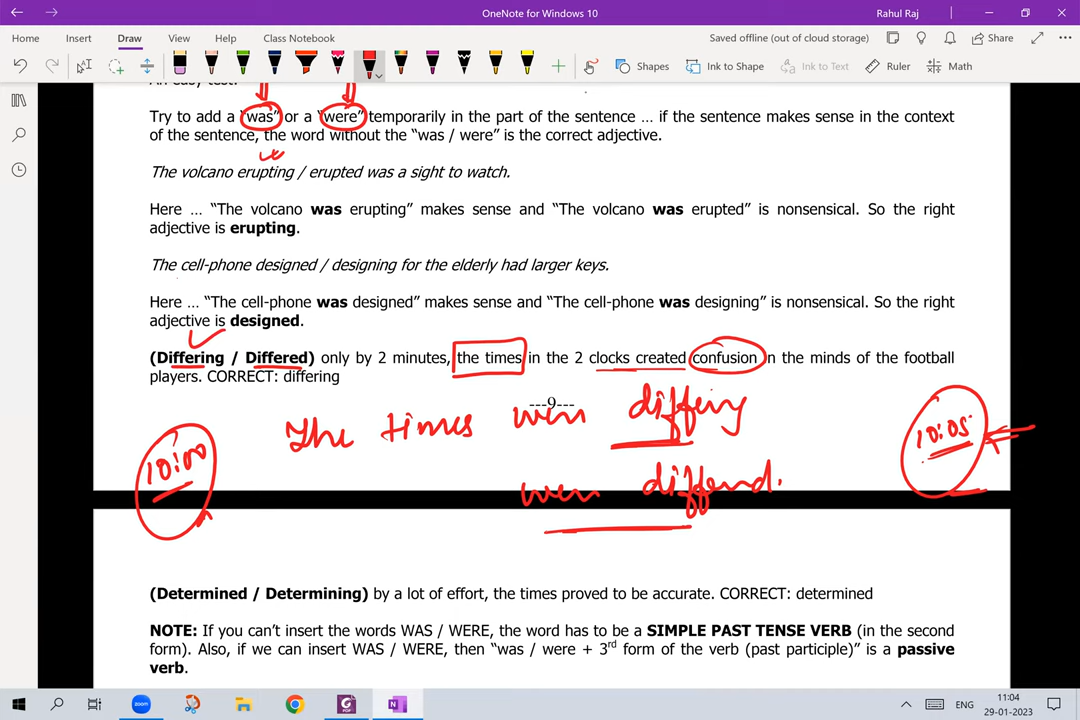 OneNote for Windows 10
Rahul Raj
Home Insert Draw View Help Class Notebook
Saved offline (out of cloud storage) Share
Shapes Ink to Shape Ink to Text Ruler Math
An easy test:
Try to add a "was" or a "were" temporarily in the part of the sentence … if the sentence makes sense in the context
of the sentence, the word without the "was / were" is the correct adjective.
The volcano erupting / erupted was a sight to watch.
Here … "The volcano was erupting" makes sense and "The volcano was erupted" is nonsensical. So the right
adjective is erupting.
The cell-phone designed / designing for the elderly had larger keys.
Here … "The cell-phone was designed" makes sense and "The cell-phone was designing" is nonsensical. So the right
adjective is designed.
(Differing / Differed) only by 2 minutes, the times in the 2 clocks created confusion in the minds of the football
players. CORRECT: differing
---9---
The times were differing
10:00
10:05
were differed.
(Determined / Determining) by a lot of effort, the times proved to be accurate. CORRECT: determined
NOTE: If you can't insert the words WAS / WERE, the word has to be a SIMPLE PAST TENSE VERB (in the second
form). Also, if we can insert WAS / WERE, then "was / were + 3rd form of the verb (past participle)" is a passive
verb.
zoom
PDF
ENG
11:04
29-01-2023